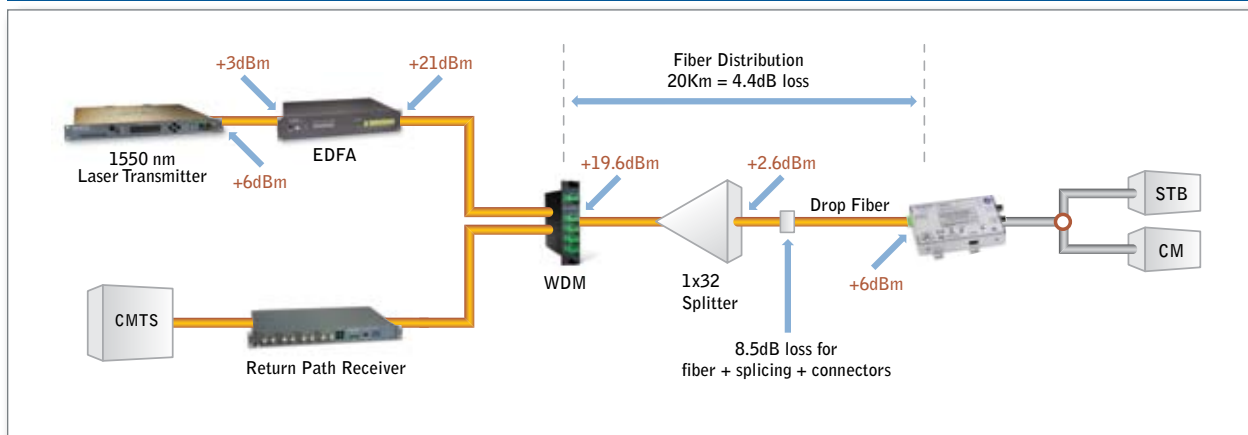 Fiber Distribution
20Km = 4.4dB loss
+3dBm
+21dBm
1550 nm
Laser Transmitter
EDFA
+6dBm
+19.6dBm
+2.6dBm
Drop Fiber
STB
WDM
1x32
Splitter
+6dBm
CM
CMTS
Return Path Receiver
8.5dB loss for
fiber + splicing + connectors